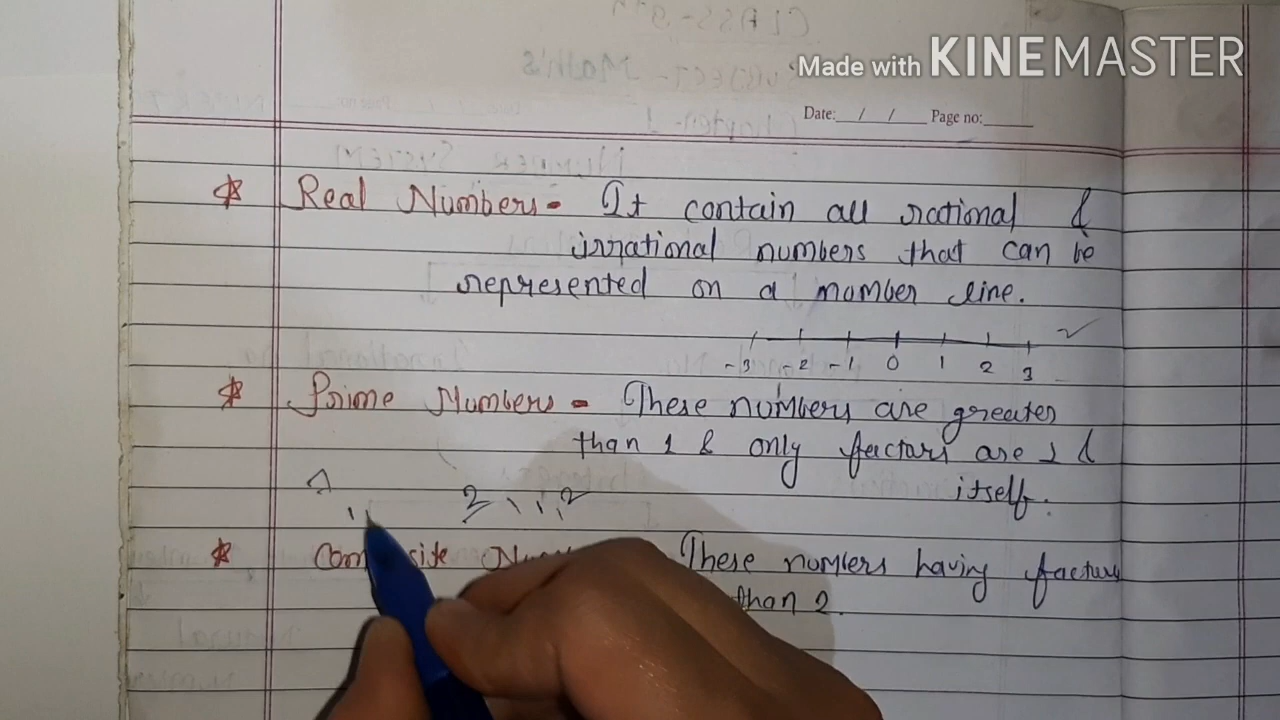 Made with KINEMASTER
Date: / / Page no:
Real Numbers - It contain all rational &
irrational numbers that can be
represented on a number line.
-3 -2 -1 0 1 2 3
Prime Numbers - These numbers are greater
than 1 & only factors are 1 &
itself.
2 2
These numbers having factors
than 2.